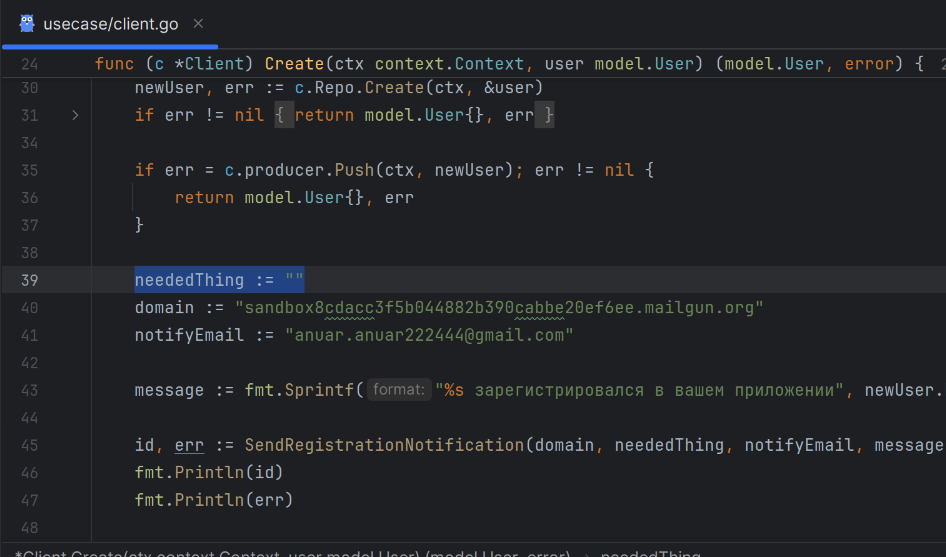 usecase/client.go ×
24 func (c *Client) Create(ctx context.Context, user model.User) (model.User, error) {
30 newUser, err := c.Repo.Create(ctx, &user)
31 if err != nil { return model.User{}, err }
34
35 if err = c.producer.Push(ctx, newUser); err != nil {
36 return model.User{}, err
37 }
38
39 neededThing := ""
40 domain := "sandbox8cdacc3f5b044882b390cabbe20ef6ee.mailgun.org"
41 notifyEmail := "anuar.anuar222444@gmail.com"
42
43 message := fmt.Sprintf( format: "%s зарегистрировался в вашем приложении", newUser.
44
45 id, err := SendRegistrationNotification(domain, neededThing, notifyEmail, message
46 fmt.Println(id)
47 fmt.Println(err)
48
*Client.Create(ctx context.Context, user model.User) (model.User, error) → neededThing